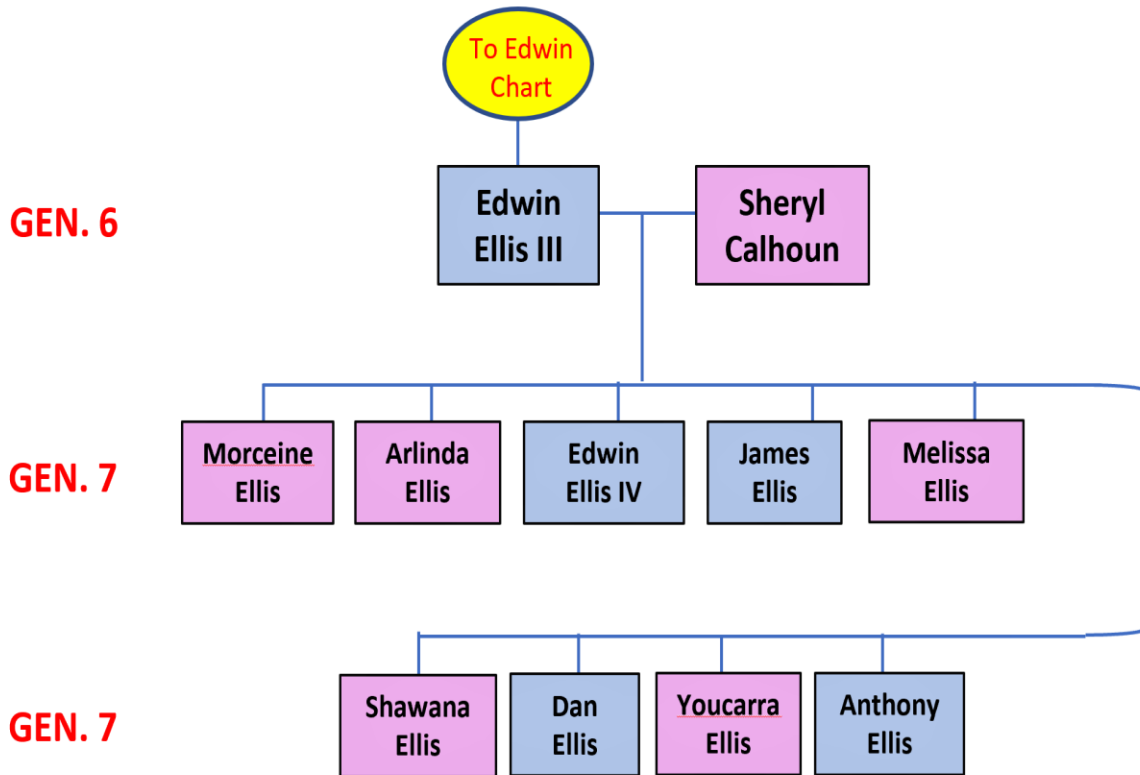 To Edwin
Chart
GEN. 6
Edwin
Ellis III
Sheryl
Calhoun
GEN. 7
Morceine
Ellis
Arlinda
Ellis
Edwin
Ellis IV
James
Ellis
Melissa
Ellis
GEN. 7
Shawana
Ellis
Dan
Ellis
Youcarra
Ellis
Anthony
Ellis